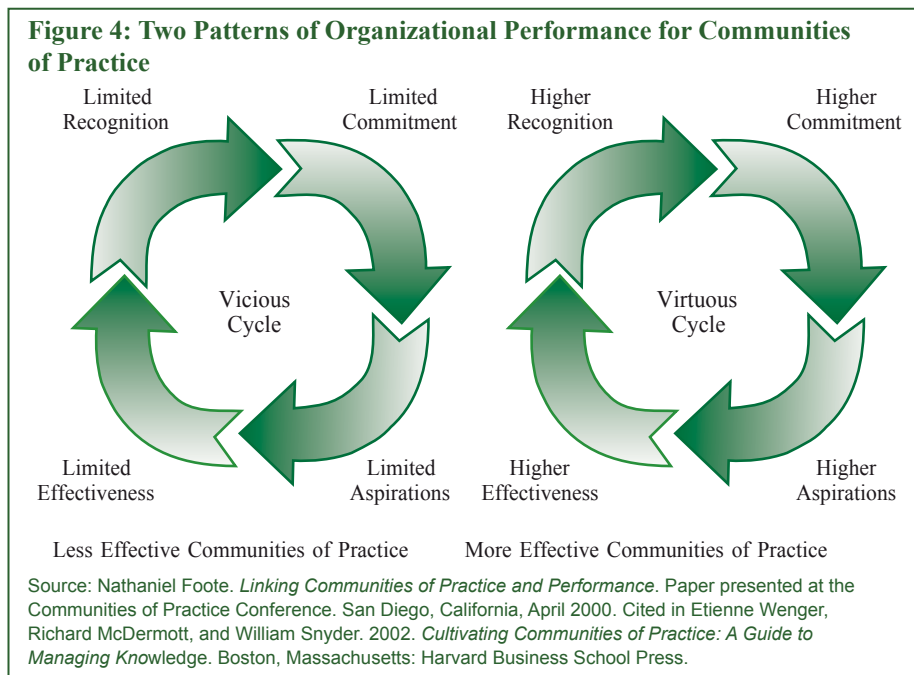 Figure 4: Two Patterns of Organizational Performance for Communities
of Practice
Limited
Recognition
Limited
Commitment
Vicious
Cycle
Limited
Effectiveness
Limited
Aspirations
Less Effective Communities of Practice
Higher
Recognition
Higher
Commitment
Virtuous
Cycle
Higher
Effectiveness
Higher
Aspirations
More Effective Communities of Practice
Source: Nathaniel Foote. Linking Communities of Practice and Performance. Paper presented at the
Communities of Practice Conference. San Diego, California, April 2000. Cited in Etienne Wenger,
Richard McDermott, and William Snyder. 2002. Cultivating Communities of Practice: A Guide to
Managing Knowledge. Boston, Massachusetts: Harvard Business School Press.